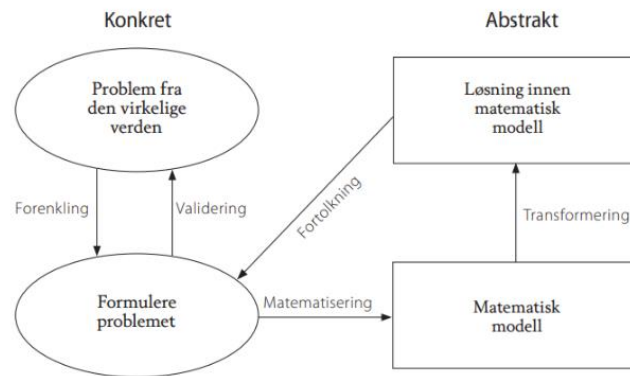 Konkret
Abstrakt
Problem fra
den virkelige
verden
Løsning innen
matematisk
modell
Forenkling
Validering
Fortolkning
Transformering
Formulere
problemet
Matematisering
Matematisk
modell